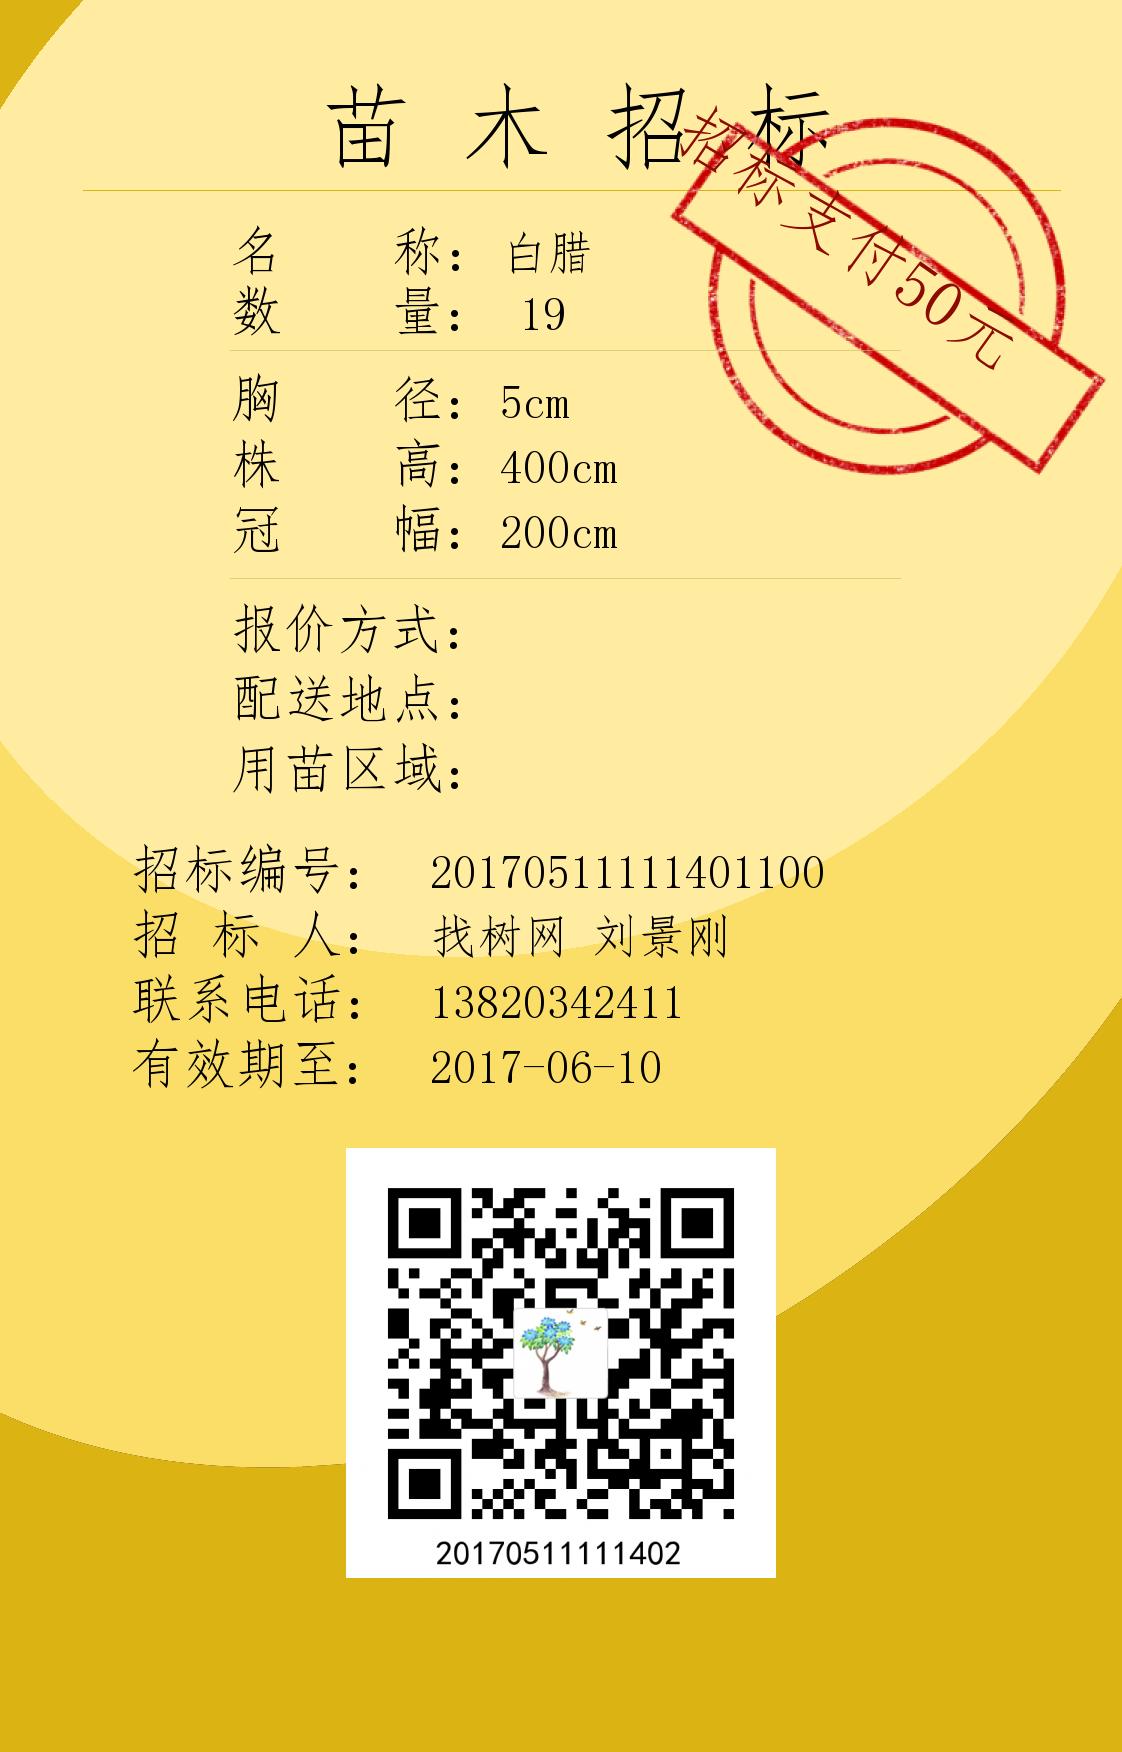 苗木招标
招标支付50元
名称：白腊
数量：19
胸径：5cm
株高：400cm
冠幅：200cm
报价方式：
配送地点：
用苗区域：
招标编号：20170511111401100
招标人：找树网 刘景刚
联系电话：13820342411
有效期至：2017-06-10
20170511111402